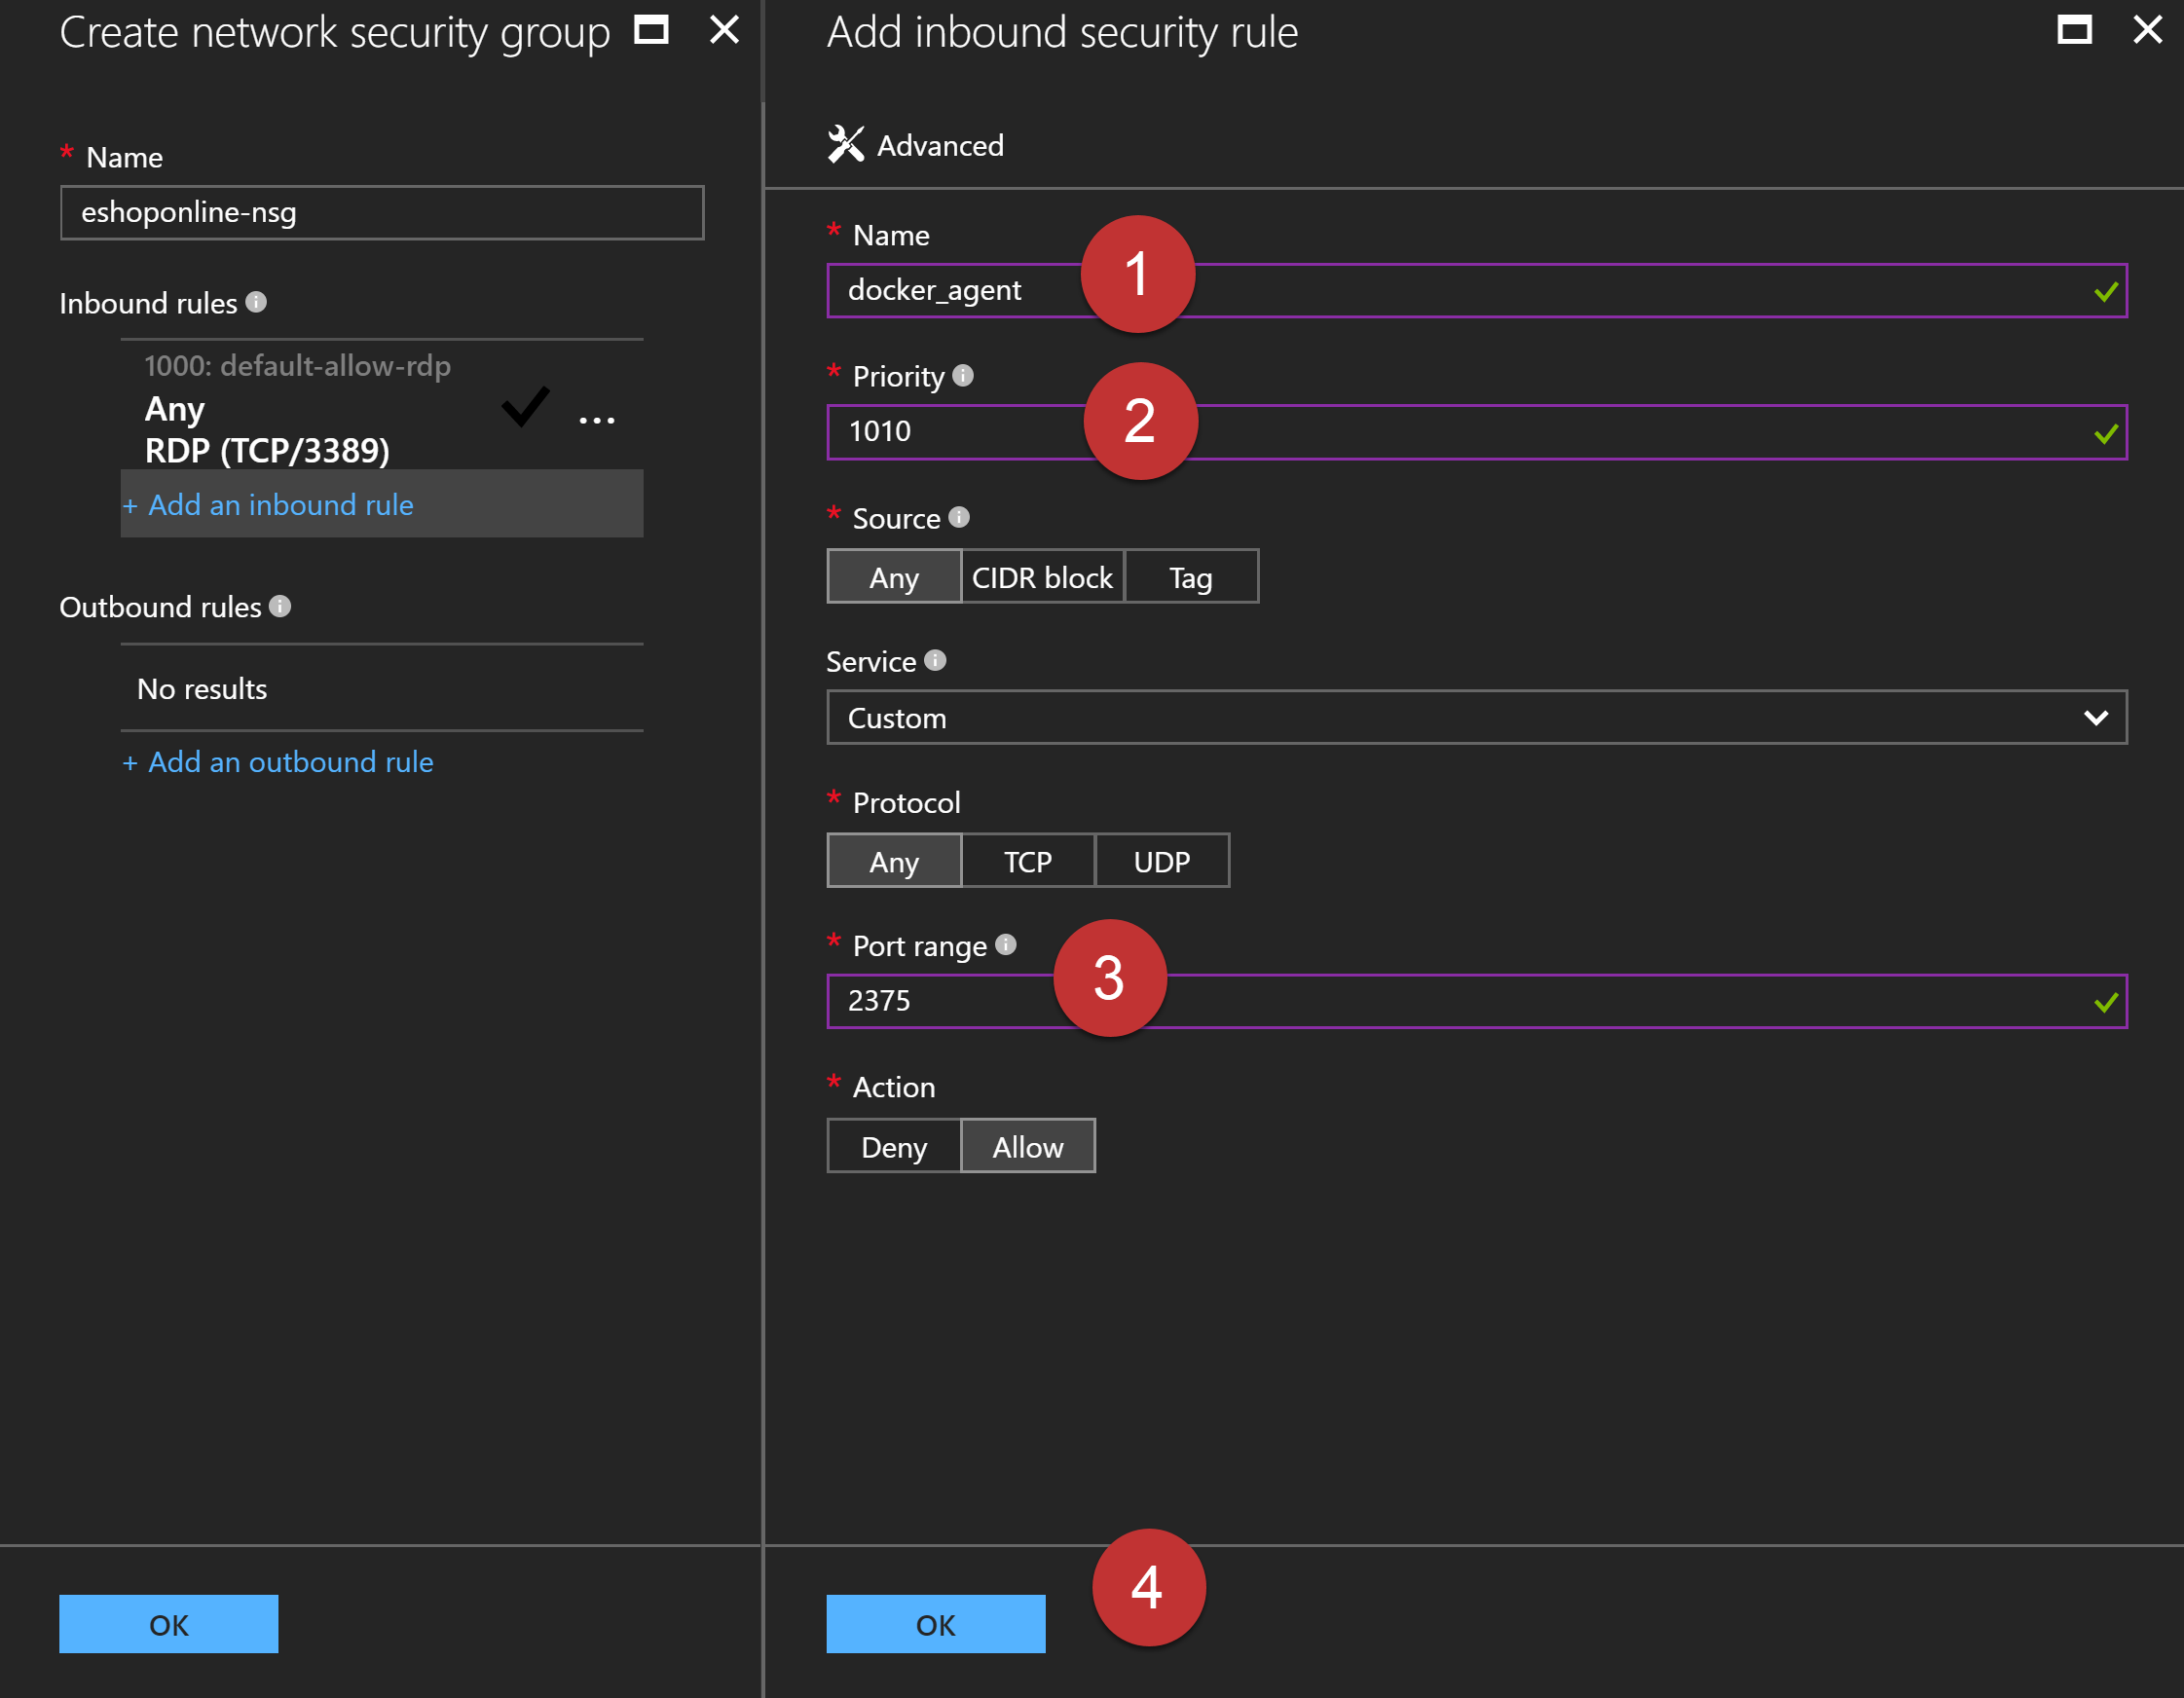 Create network security group
* Name
eshoponline-nsg
Inbound rules
1000: default-allow-rdp
Any
RDP (TCP/3389)
...
+ Add an inbound rule
Outbound rules
No results
+ Add an outbound rule
OK
Add inbound security rule
Advanced
* Name
docker_agent
1
* Priority
1010
2
* Source
Any CIDR block Tag
Service
Custom
* Protocol
Any TCP UDP
* Port range
2375
3
* Action
Deny Allow
OK
4